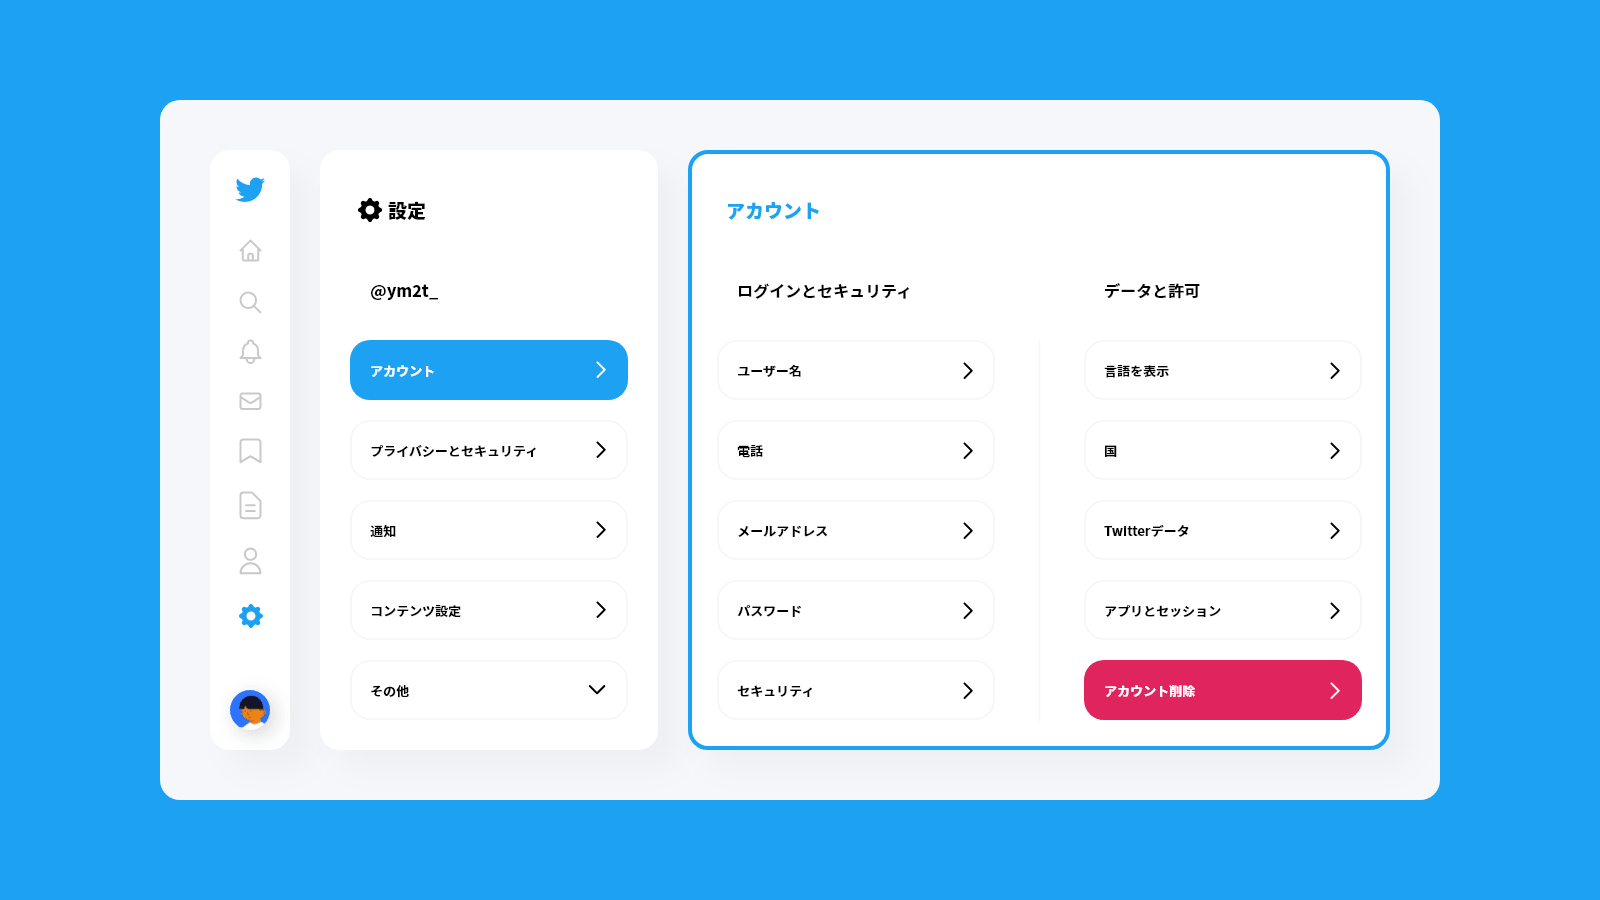 設定
@ym2t_
アカウント
プライバシーとセキュリティ
通知
コンテンツ設定
その他
アカウント
ログインとセキュリティ
ユーザー名
電話
メールアドレス
パスワード
セキュリティ
データと許可
言語を表示
国
Twitterデータ
アプリとセッション
アカウント削除